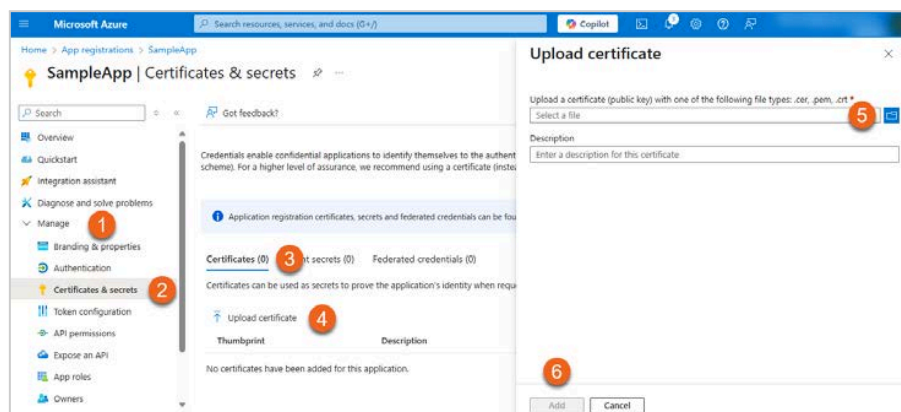 Microsoft Azure
Search resources, services, and docs (G+/)
Copilot
Home > App registrations > SampleApp
SampleApp | Certificates & secrets
Search
Got feedback?
Overview
Quickstart
Integration assistant
Diagnose and solve problems
Manage
1
Branding & properties
Authentication
Certificates & secrets
2
Token configuration
API permissions
Expose an API
App roles
Owners
Credentials enable confidential applications to identify themselves to the authent
scheme). For a higher level of assurance, we recommend using a certificate (inste
Application registration certificates, secrets and federated credentials can be fou
Certificates (0)
3
nt secrets (0)
Federated credentials (0)
Certificates can be used as secrets to prove the application's identity when requ
Upload certificate
4
Thumbprint
Description
No certificates have been added for this application.
Upload certificate
Upload a certificate (public key) with one of the following file types: .cer, .pem, .crt *
Select a file
5
Description
Enter a description for this certificate
6
Add
Cancel